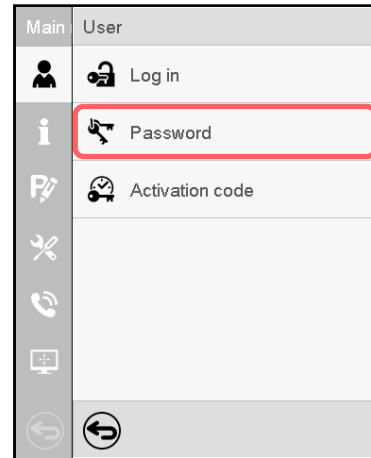 Main
User
Log in
Password
Activation code